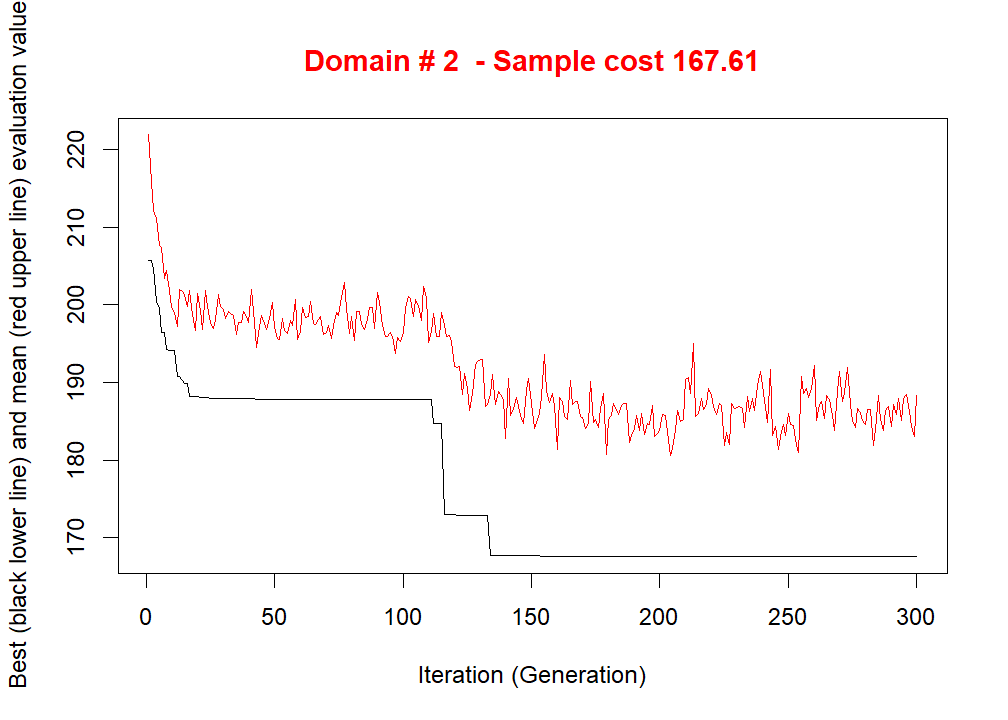 Domain # 2  - Sample cost 167.61
Best (black lower line) and mean (red upper line) evaluation value
220
210
200
190
180
170
0 50 100 150 200 250 300
Iteration (Generation)